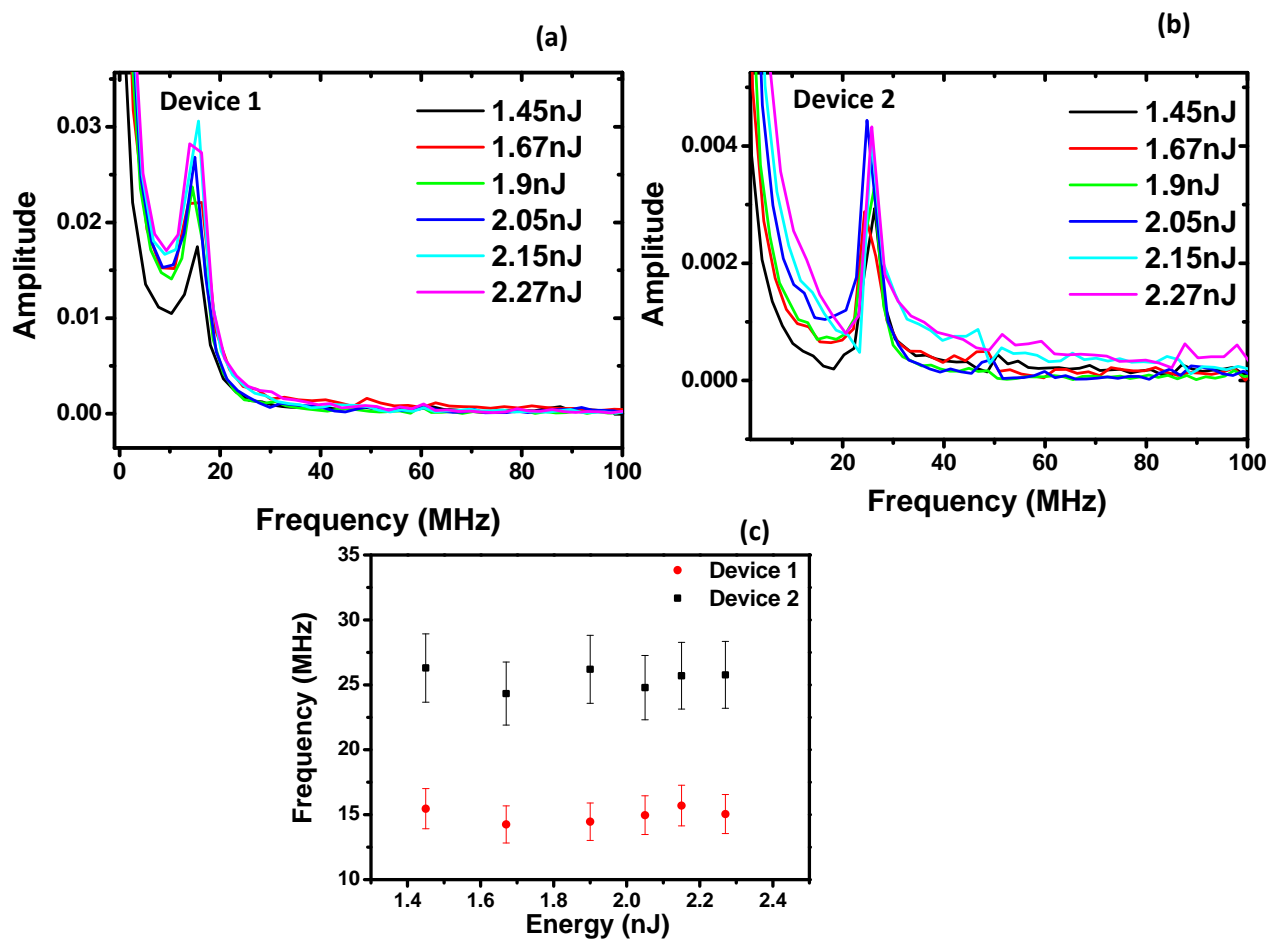 (a)
Device 1
1.45nJ
1.67nJ
1.9nJ
2.05nJ
2.15nJ
2.27nJ
0.03
0.02
0.01
0.00
Amplitude
0 20 40 60 80 100
Frequency (MHz)
(b)
Device 2
1.45nJ
1.67nJ
1.9nJ
2.05nJ
2.15nJ
2.27nJ
0.004
0.002
0.000
Amplitude
20 40 60 80 100
Frequency (MHz)
(c)
Device 1
Device 2
35
30
25
20
15
10
Frequency (MHz)
1.4 1.6 1.8 2.0 2.2 2.4
Energy (nJ)